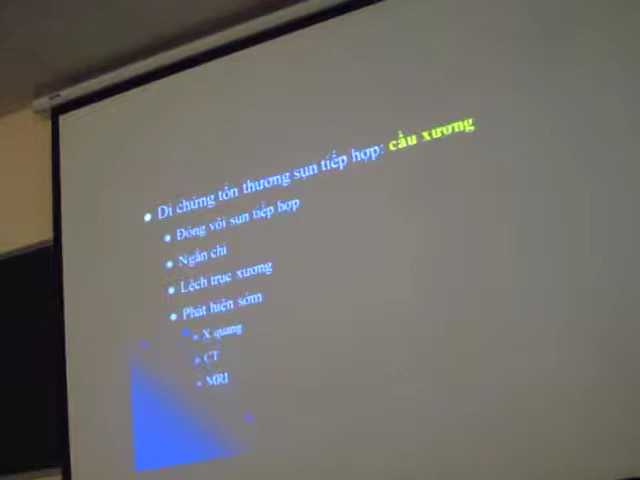 Di chứng tổn thương sụn tiếp hợp: cầu xương
Đóng vôi sụn tiếp hợp
Ngắn chi
Lệch trục xương
Phát hiện sớm
X quang
CT
MRI